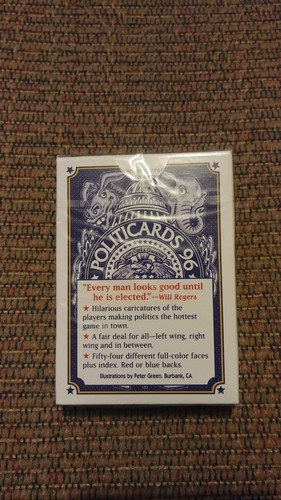 POLITICARDS 96
"Every man looks good until
he is elected."—Will Rogers
★ Hilarious caricatures of the
players making politics the hottest
game in town.
★ A fair deal for all—left wing, right
wing and in between.
★ Fifty-four different full-color faces
plus index. Red or blue backs.
Illustrations by Peter Green. Burbank, CA